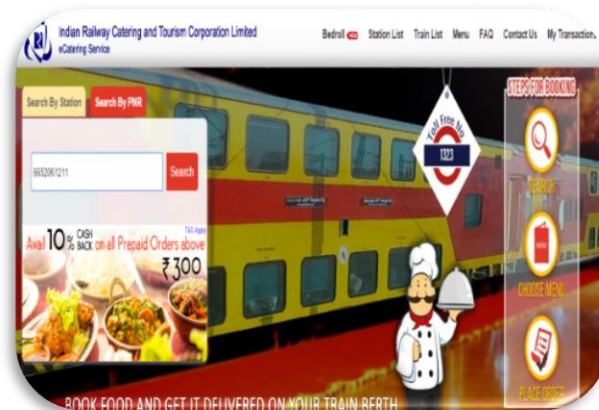 Indian Railway Catering and Tourism Corporation Limited
eCatering Service
Bedroll Station List Train List Menu FAQ Contact Us My Transaction
Search By Station Search By PNR
6652061211 Search
T&C Apply
Avail 10% CASH BACK on all Prepaid Orders above
₹300
Toll Free No
1323
STEPS FOR BOOKING
SEARCH
CHOOSE MENU
PLACE ORDER
BOOK FOOD AND GET IT DELIVERED ON YOUR TRAIN BERTH